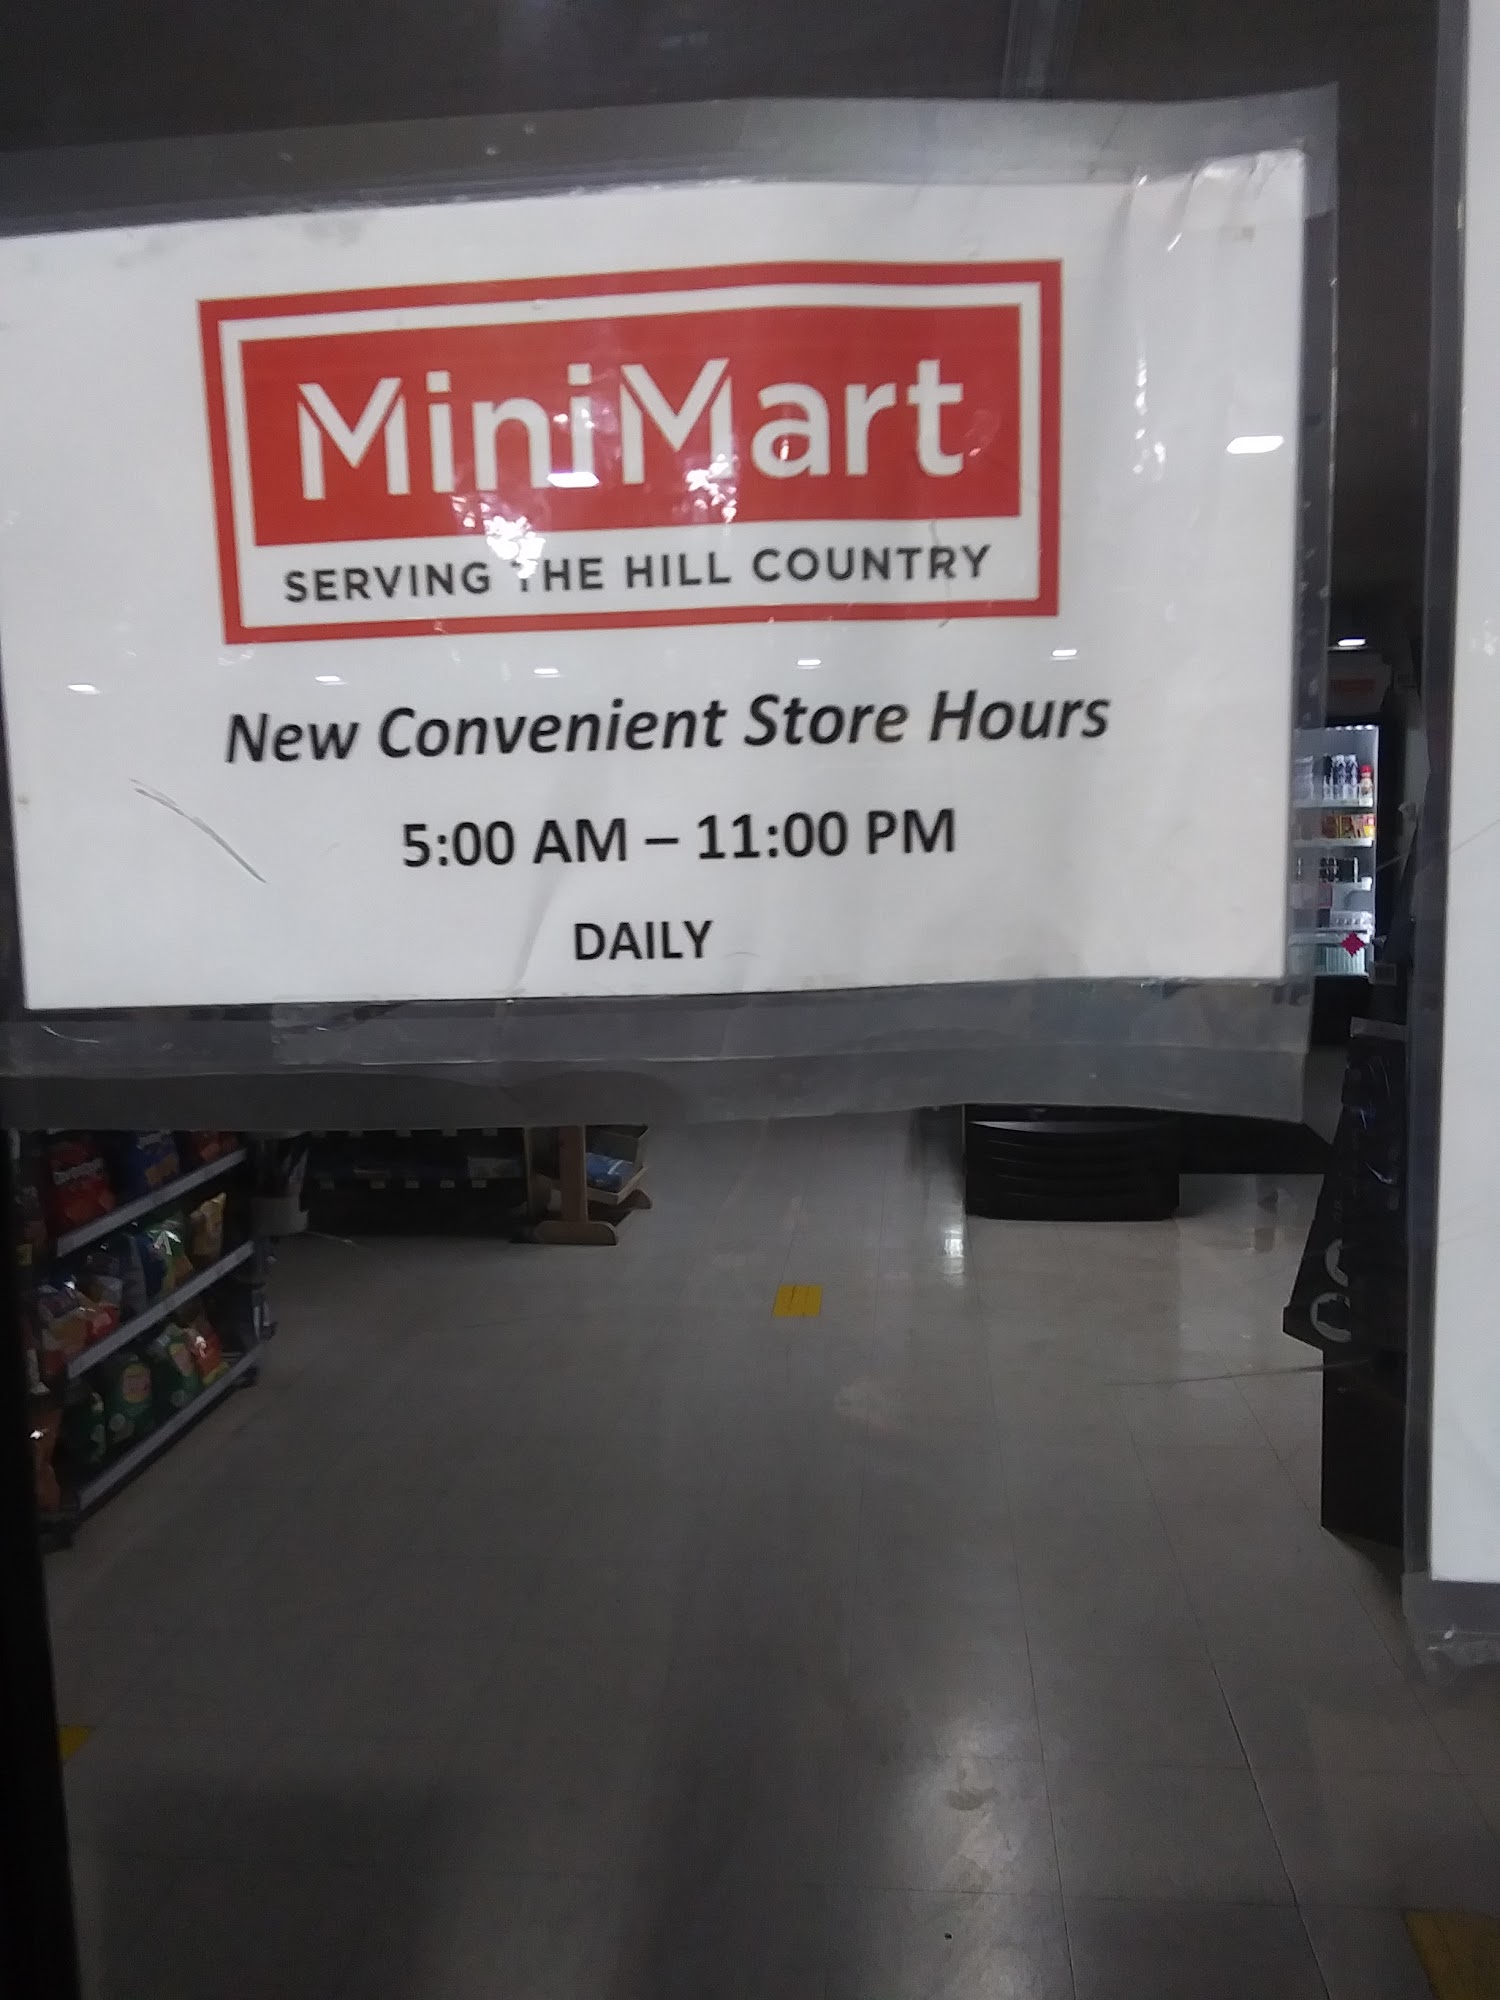 MiniMart
SERVING THE HILL COUNTRY
New Convenient Store Hours
5:00 AM – 11:00 PM
DAILY